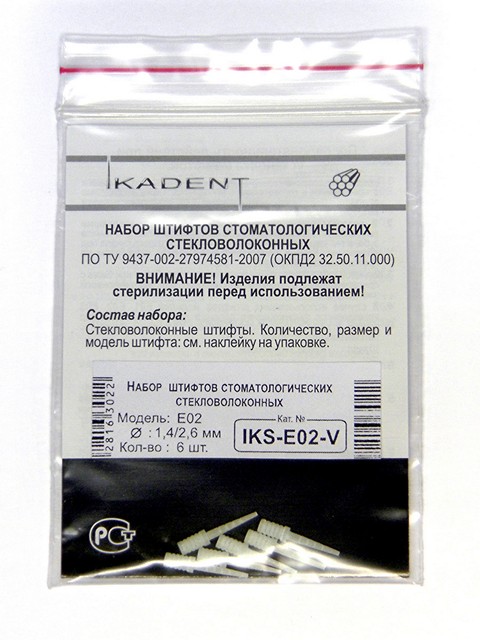 IKADENT
НАБОР ШТИФТОВ СТОМАТОЛОГИЧЕСКИХ
СТЕКЛОВОЛОКОННЫХ
ПО ТУ 9437-002-27974581-2007 (ОКПД2 32.50.11.000)
ВНИМАНИЕ! Изделия подлежат
стерилизации перед использованием!
Состав набора:
Стекловолоконные штифты. Количество, размер и
модель штифта: см. наклейку на упаковке.
НАБОР ШТИФТОВ СТОМАТОЛОГИЧЕСКИХ
СТЕКЛОВОЛОКОННЫХ
Модель: E02
Ø : 1,4/2,6 мм
Кол-во : 6 шт.
Кат. №
IKS-E02-V
28163022
РСТ